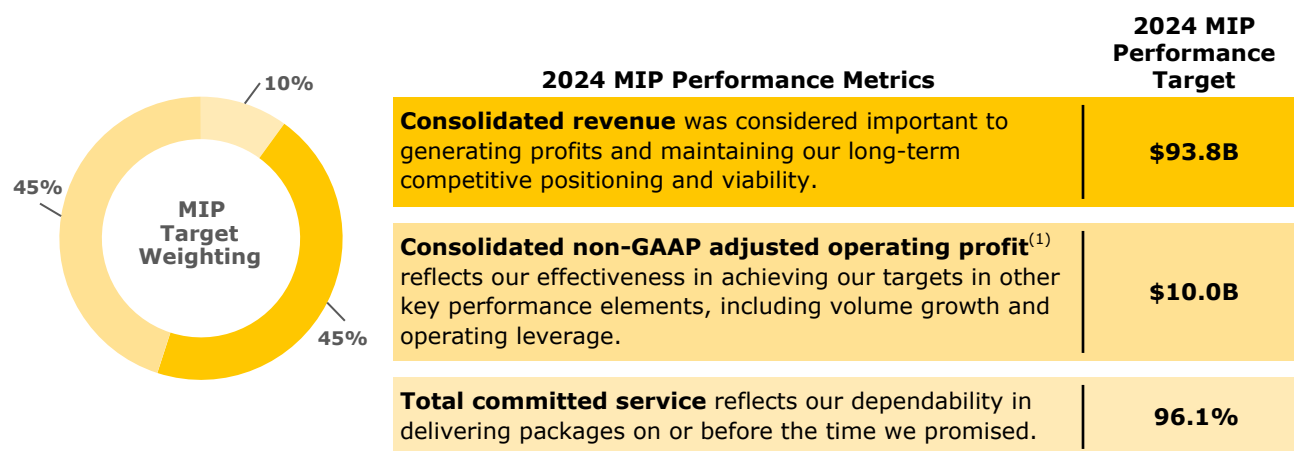 10%
45%
45%
MIP
Target
Weighting
2024 MIP Performance Metrics
2024 MIP
Performance
Target
Consolidated revenue was considered important to
generating profits and maintaining our long-term
competitive positioning and viability.
$93.8B
Consolidated non-GAAP adjusted operating profit(1)
reflects our effectiveness in achieving our targets in other
key performance elements, including volume growth and
operating leverage.
$10.0B
Total committed service reflects our dependability in
delivering packages on or before the time we promised.
96.1%